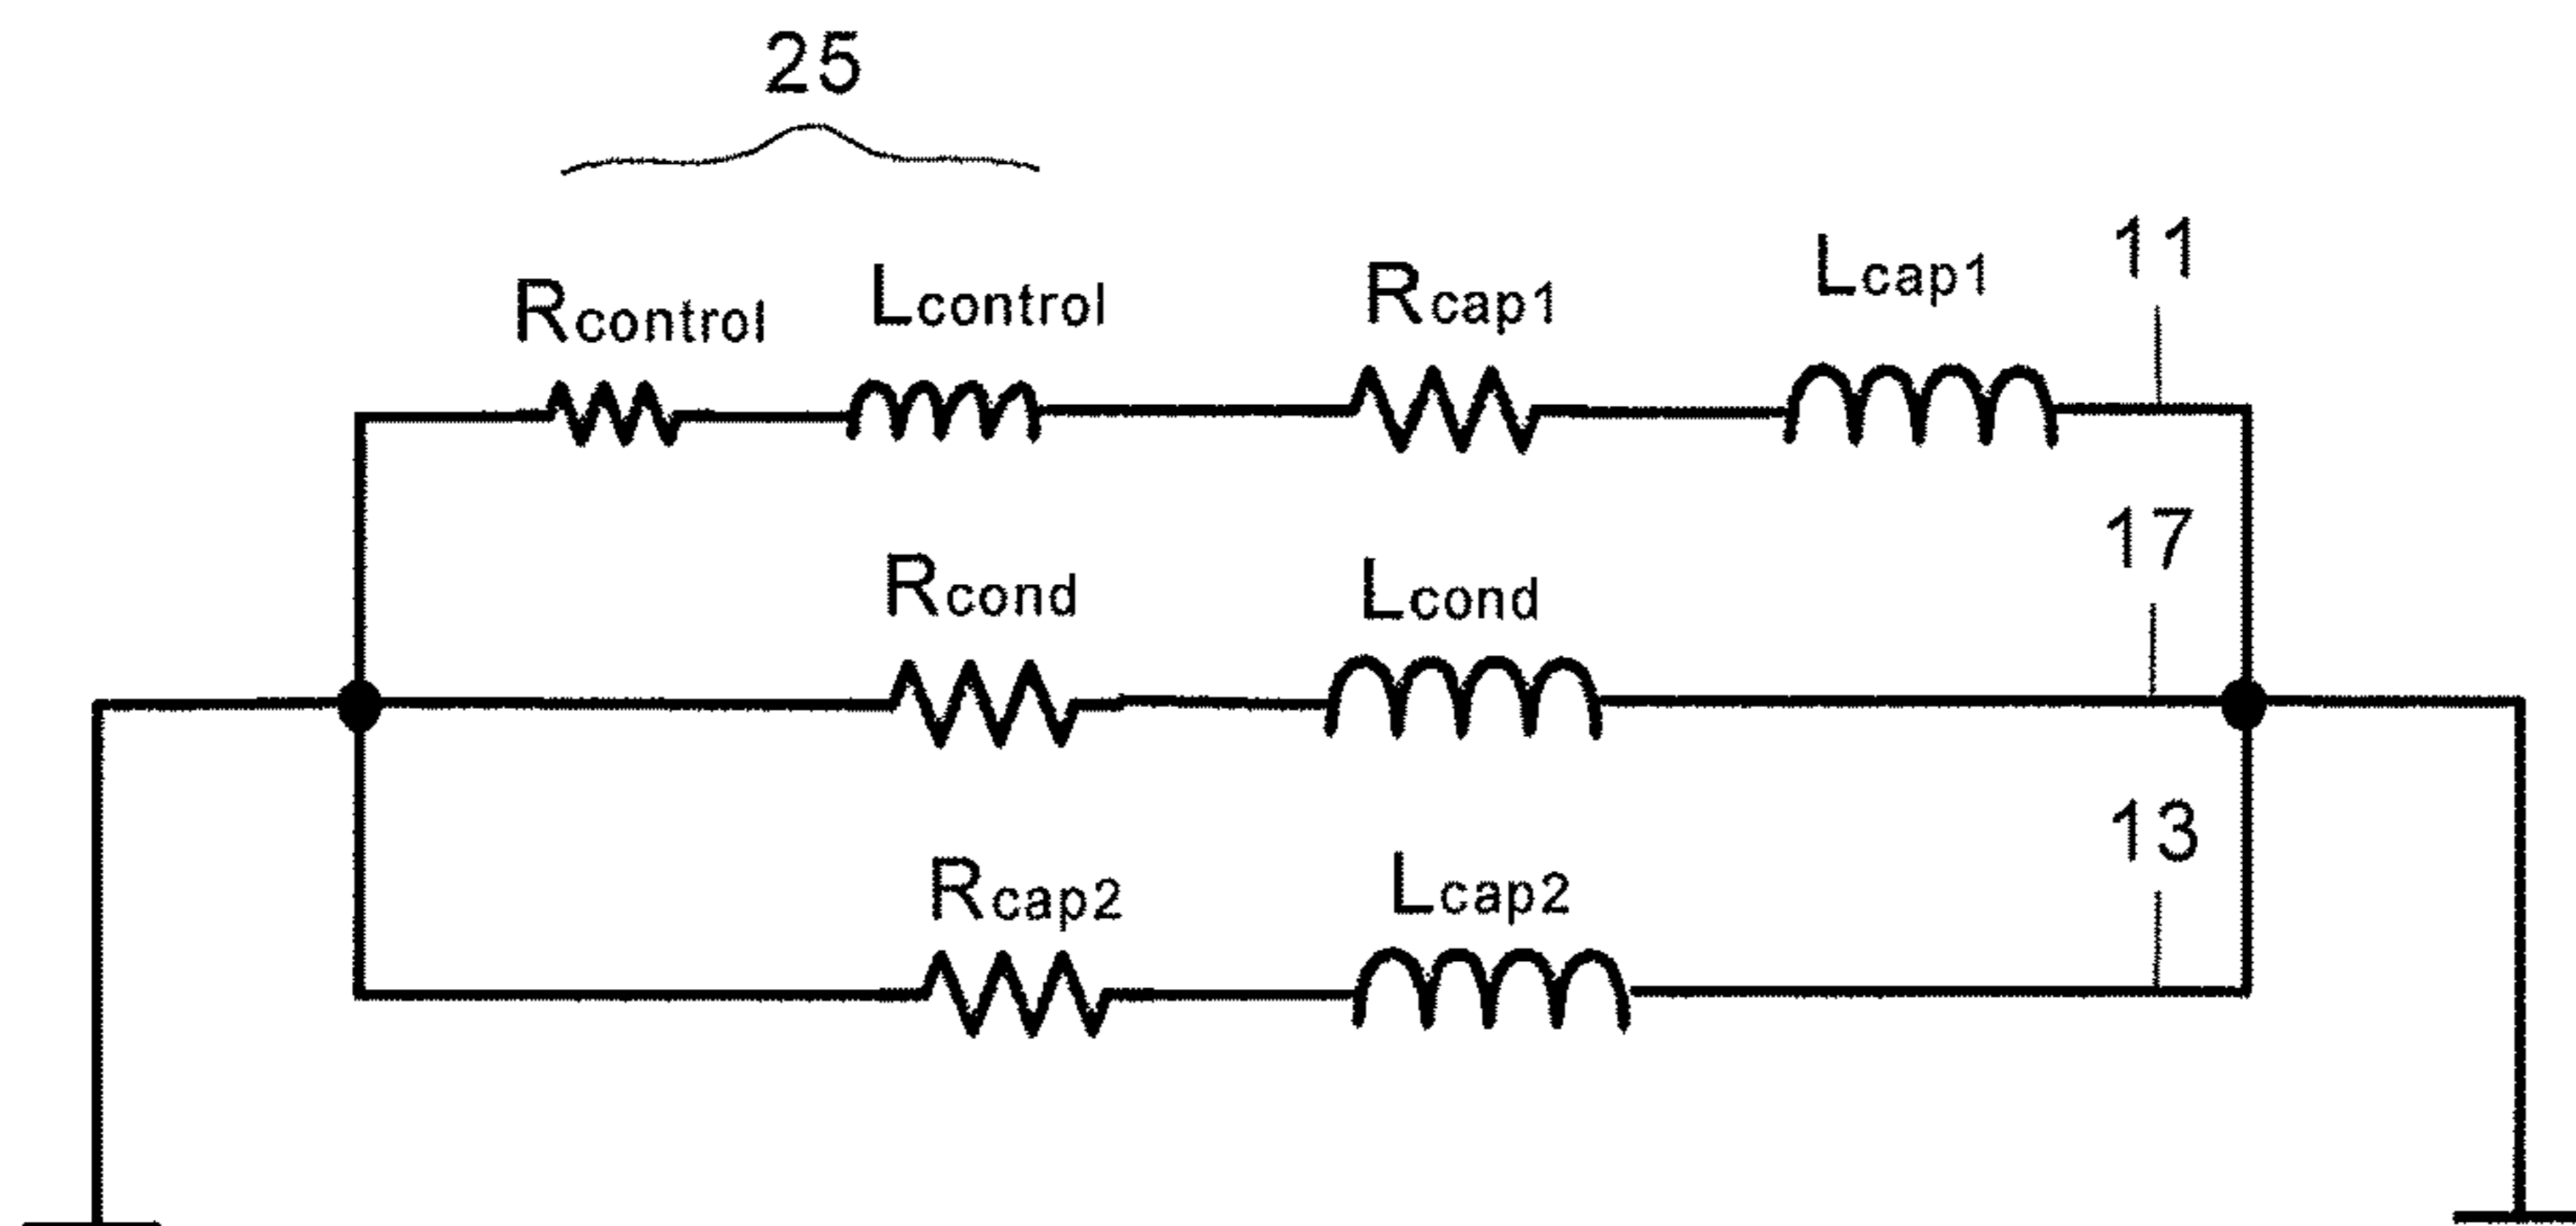 25
11
Rcontrol Lcontrol Rcap1 Lcap1
17
Rcond Lcond
13
Rcap2 Lcap2